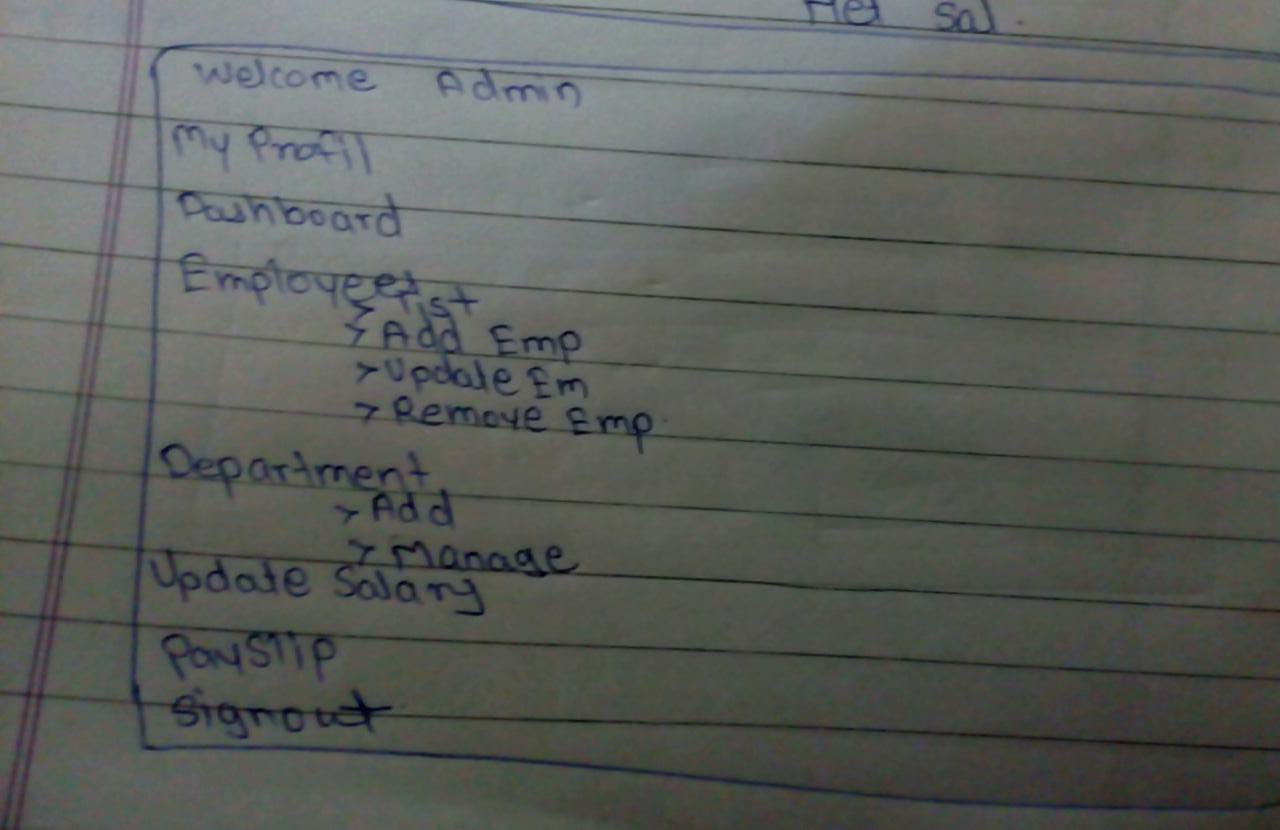 Sal.
Welcome Admin
My Profil
Dashboard
Employee List
> Add Emp
> Update Em
> Remove Emp.
Department
> Add
> Manage
Update Salary
PaySlip
Signout